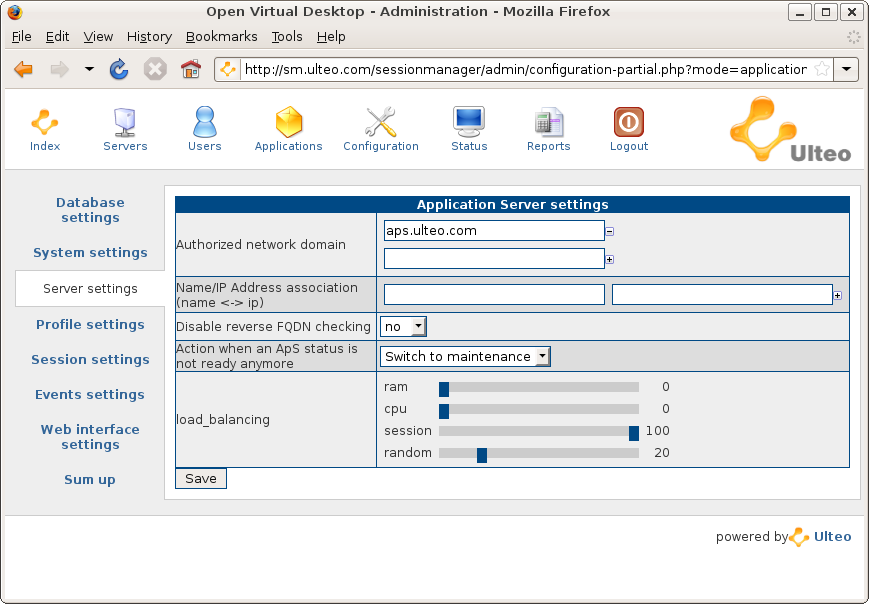 Open Virtual Desktop - Administration - Mozilla Firefox
File Edit View History Bookmarks Tools Help
http://sm.ulteo.com/sessionmanager/admin/configuration-partial.php?mode=application
Index Servers Users Applications Configuration Status Reports Logout
Ulteo
Database
settings
System settings
Server settings
Profile settings
Session settings
Events settings
Web interface
settings
Sum up
Application Server settings
Authorized network domain
aps.ulteo.com
Name/IP Address association
(name <-> ip)
Disable reverse FQDN checking no
Action when an ApS status is
not ready anymore
Switch to maintenance
load_balancing
ram 0
cpu 0
session 100
random 20
Save
powered by Ulteo